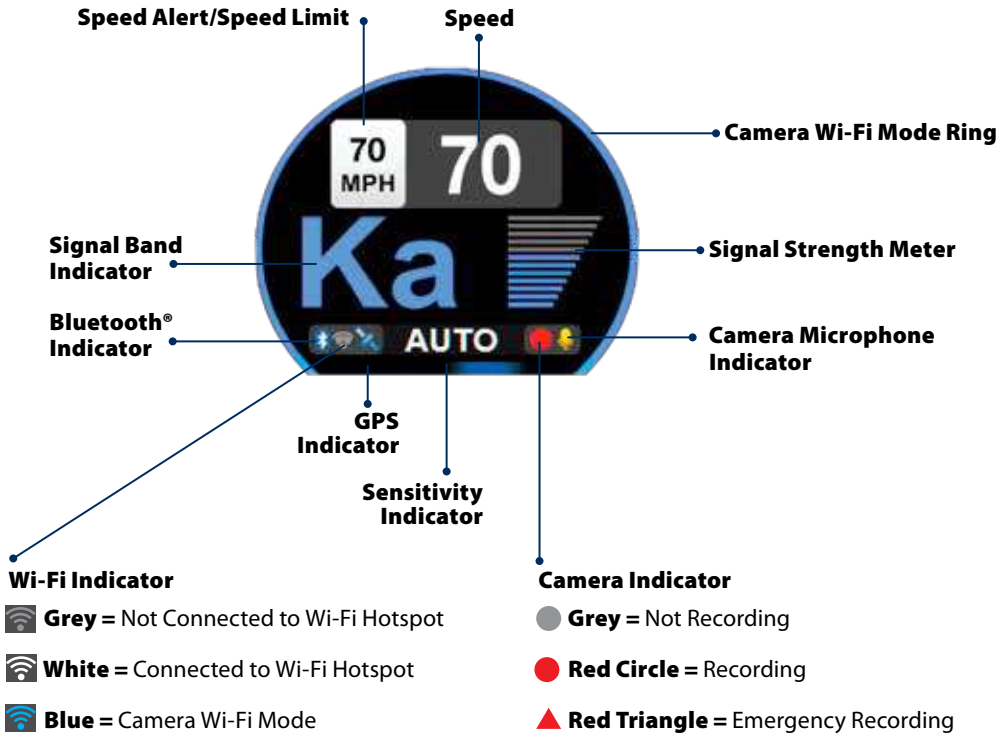 Speed Alert/Speed Limit
Speed
70
MPH
70
Camera Wi-Fi Mode Ring
Signal Band
Indicator
Ka
Signal Strength Meter
Bluetooth®
Indicator
AUTO
Camera Microphone
Indicator
GPS
Indicator
Sensitivity
Indicator
Wi-Fi Indicator
Grey = Not Connected to Wi-Fi Hotspot
White = Connected to Wi-Fi Hotspot
Blue = Camera Wi-Fi Mode
Camera Indicator
Grey = Not Recording
Red Circle = Recording
Red Triangle = Emergency Recording